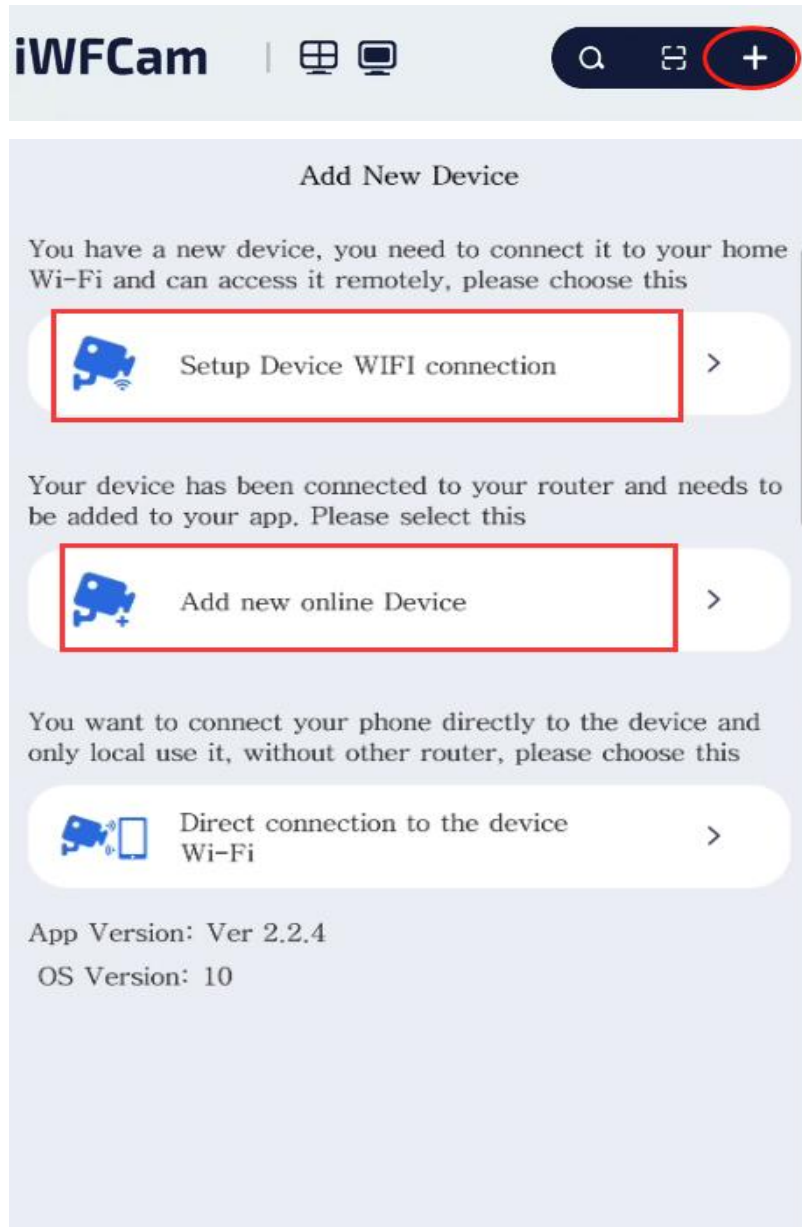 iWFCam
Add New Device
You have a new device, you need to connect it to your home
Wi-Fi and can access it remotely, please choose this
Setup Device WIFI connection
Your device has been connected to your router and needs to
be added to your app. Please select this
Add new online Device
You want to connect your phone directly to the device and
only local use it, without other router, please choose this
Direct connection to the device
Wi-Fi
App Version: Ver 2.2.4
OS Version: 10